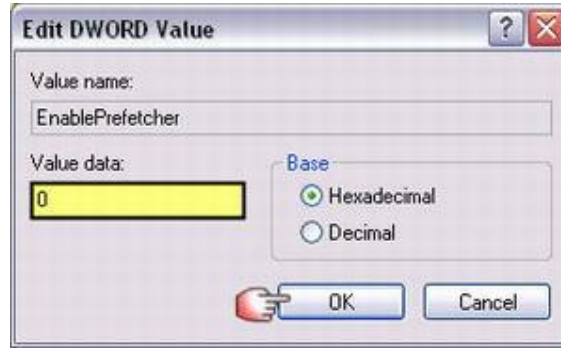 Edit DWORD Value
Value name:
EnablePrefetcher
Value data:
0
Base
Hexadecimal
Decimal
OK
Cancel